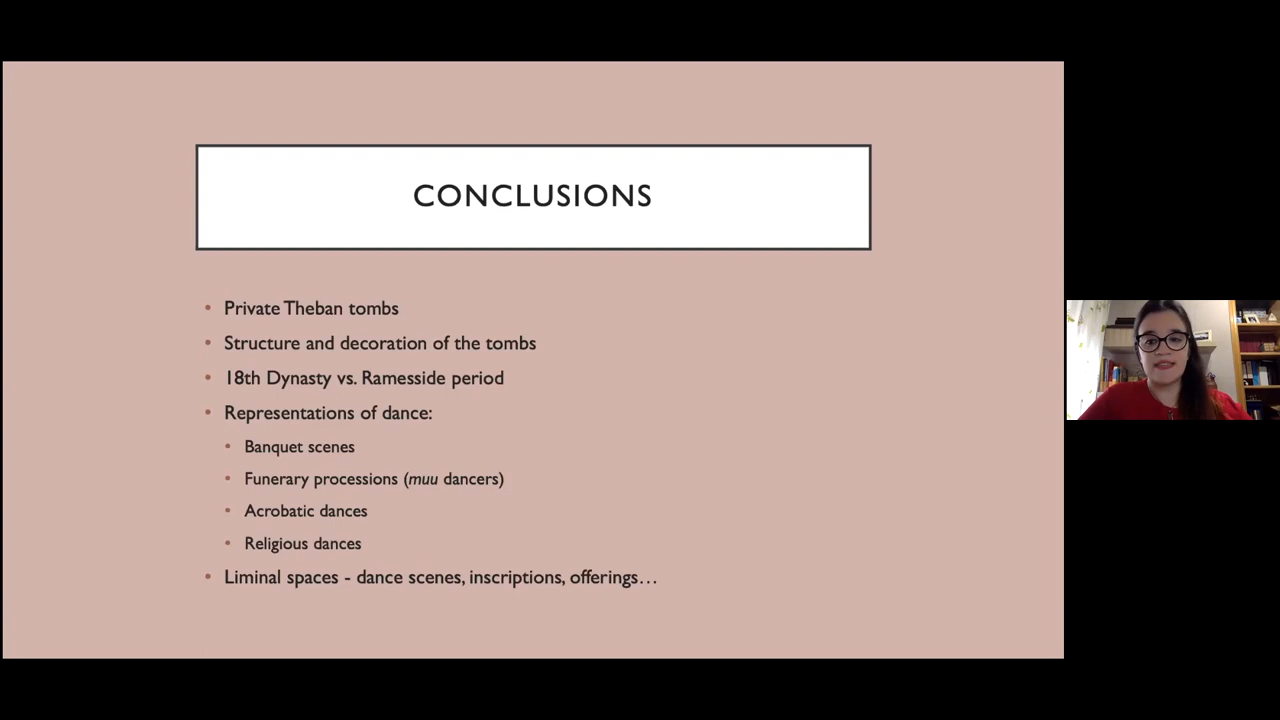 CONCLUSIONS
• Private Theban tombs
• Structure and decoration of the tombs
• 18th Dynasty vs. Ramesside period
• Representations of dance:
• Banquet scenes
• Funerary processions (muu dancers)
• Acrobatic dances
• Religious dances
• Liminal spaces - dance scenes, inscriptions, offerings…